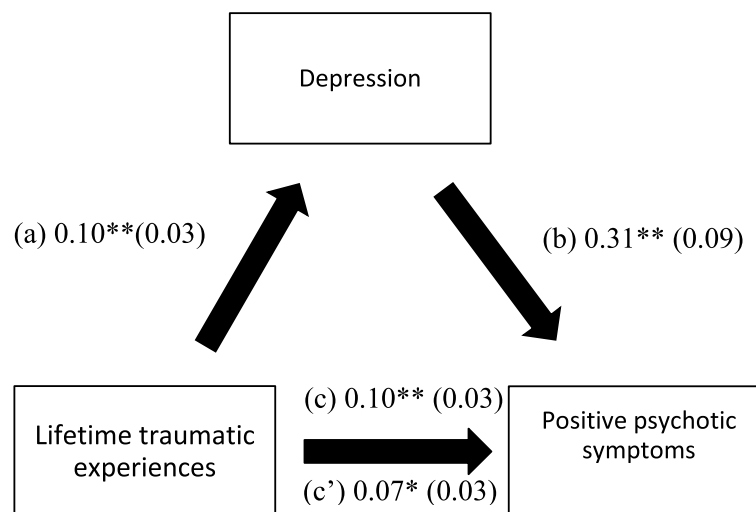 Depression
(a) 0.10**(0.03)
(b) 0.31** (0.09)
Lifetime traumatic
experiences
(c) 0.10** (0.03)
(c’) 0.07* (0.03)
Positive psychotic
symptoms